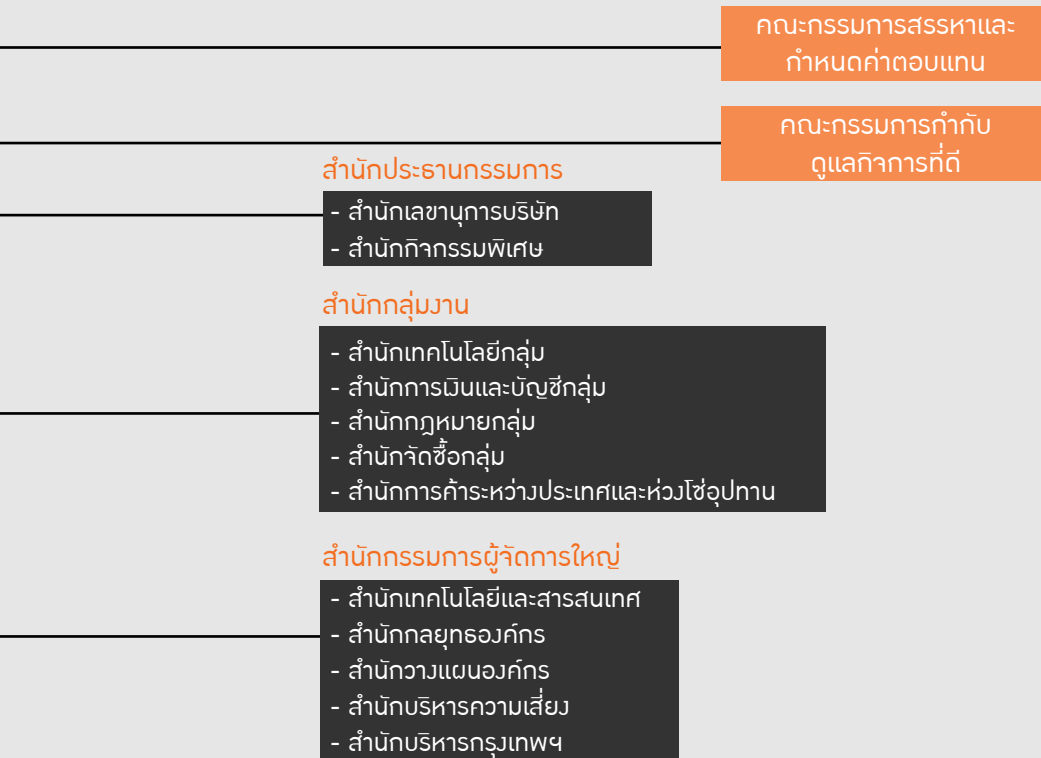 คณะกรรมการสรรหาและ
กำหนดค่าตอบแทน
คณะกรรมการกำกับ
ดูแลกิจการที่ดี
สำนักประธานกรรมการ
- สำนักเลขานุการบริษัท
- สำนักกิจกรรมพิเศษ
สำนักกลุ่มงาน
- สำนักเทคโนโลยีกลุ่ม
- สำนักการเงินและบัญชีกลุ่ม
- สำนักกฎหมายกลุ่ม
- สำนักจัดซื้อกลุ่ม
- สำนักการค้าระหว่างประเทศและห่วงโซ่อุปทาน
สำนักกรรมการผู้จัดการใหญ่
- สำนักเทคโนโลยีและสารสนเทศ
- สำนักกลยุทธองค์กร
- สำนักวางแผนองค์กร
- สำนักบริหารความเสี่ยง
- สำนักบริหารกรุงเทพฯ